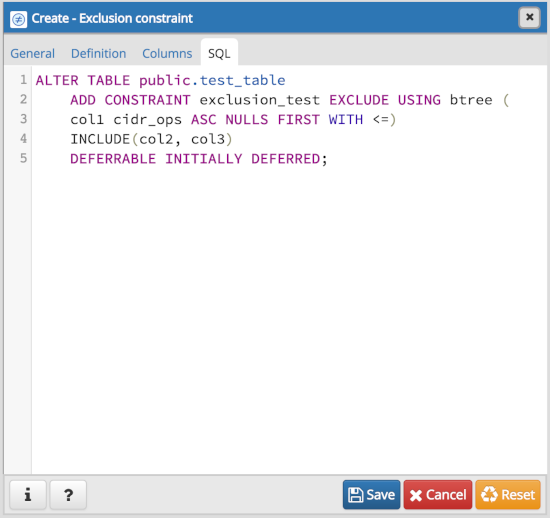 Create - Exclusion constraint
General Definition Columns SQL
1 ALTER TABLE public.test_table
2 ADD CONSTRAINT exclusion_test EXCLUDE USING btree (
3 col1 cidr_ops ASC NULLS FIRST WITH <=)
4 INCLUDE(col2, col3)
5 DEFERRABLE INITIALLY DEFERRED;
i ? Save Cancel Reset